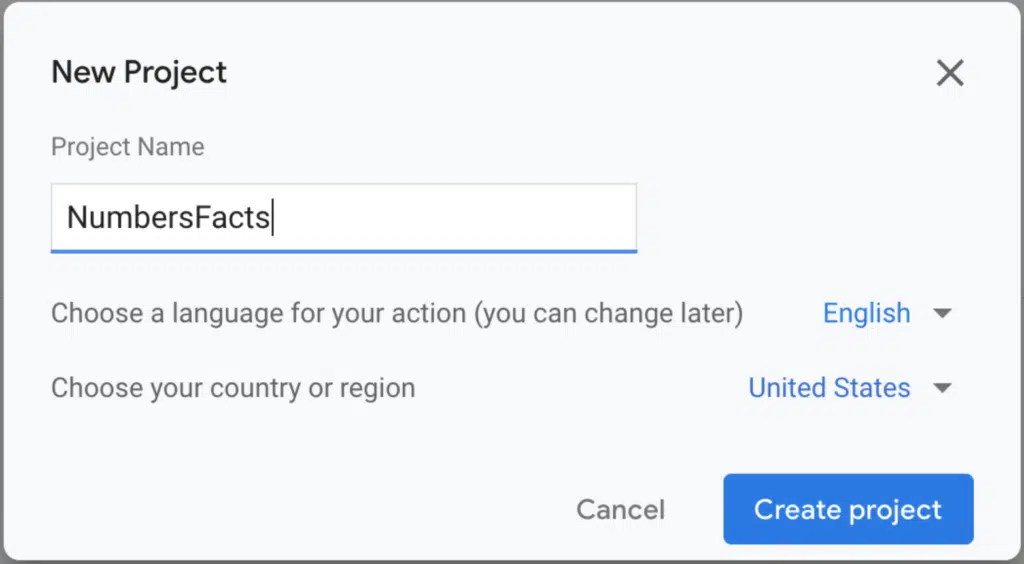 New Project
Project Name
NumbersFacts
Choose a language for your action (you can change later) English
Choose your country or region United States
Cancel Create project